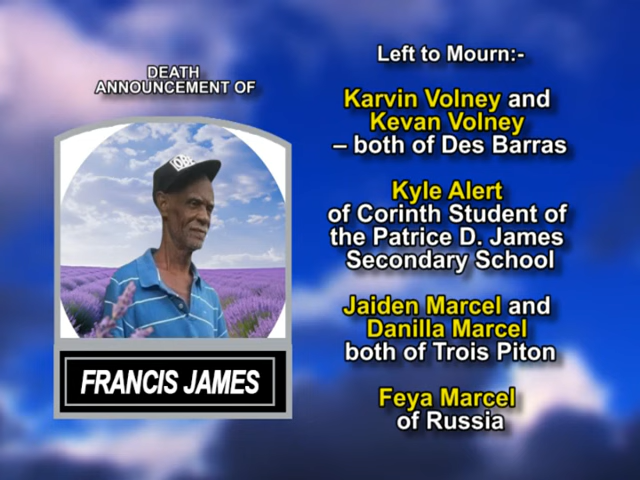 DEATH
ANNOUNCEMENT OF
FRANCIS JAMES
Left to Mourn:-
Karvin Volney and
Kevan Volney
– both of Des Barras
Kyle Alert
of Corinth Student of
the Patrice D. James
Secondary School
Jaiden Marcel and
Danilla Marcel
both of Trois Piton
Feya Marcel
of Russia